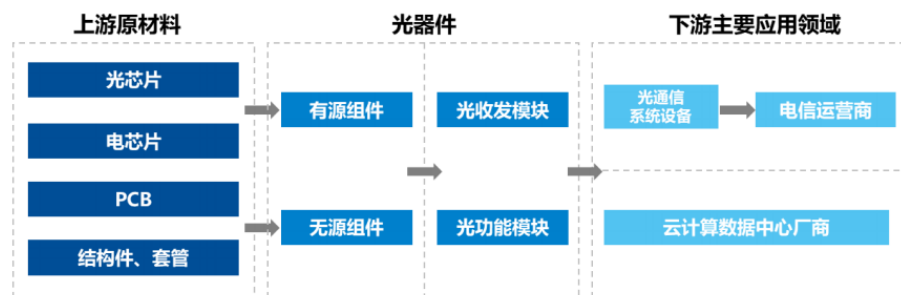 上游原材料
光器件
下游主要应用领域
光芯片
电芯片
PCB
结构件、套管
有源组件
无源组件
光收发模块
光功能模块
光通信
系统设备
电信运营商
云计算数据中心厂商